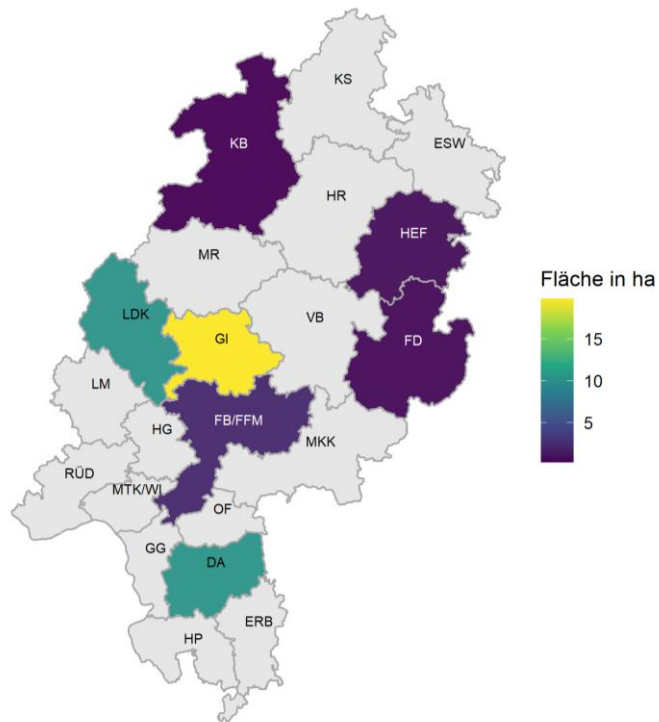 KS
KB
ESW
HR
HEF
MR
Fläche in ha
LDK
VB
GI
FD
15
10
5
LM
HG
FB/FFM
MKK
RÜD
MTK/WI
OF
GG
DA
ERB
HP